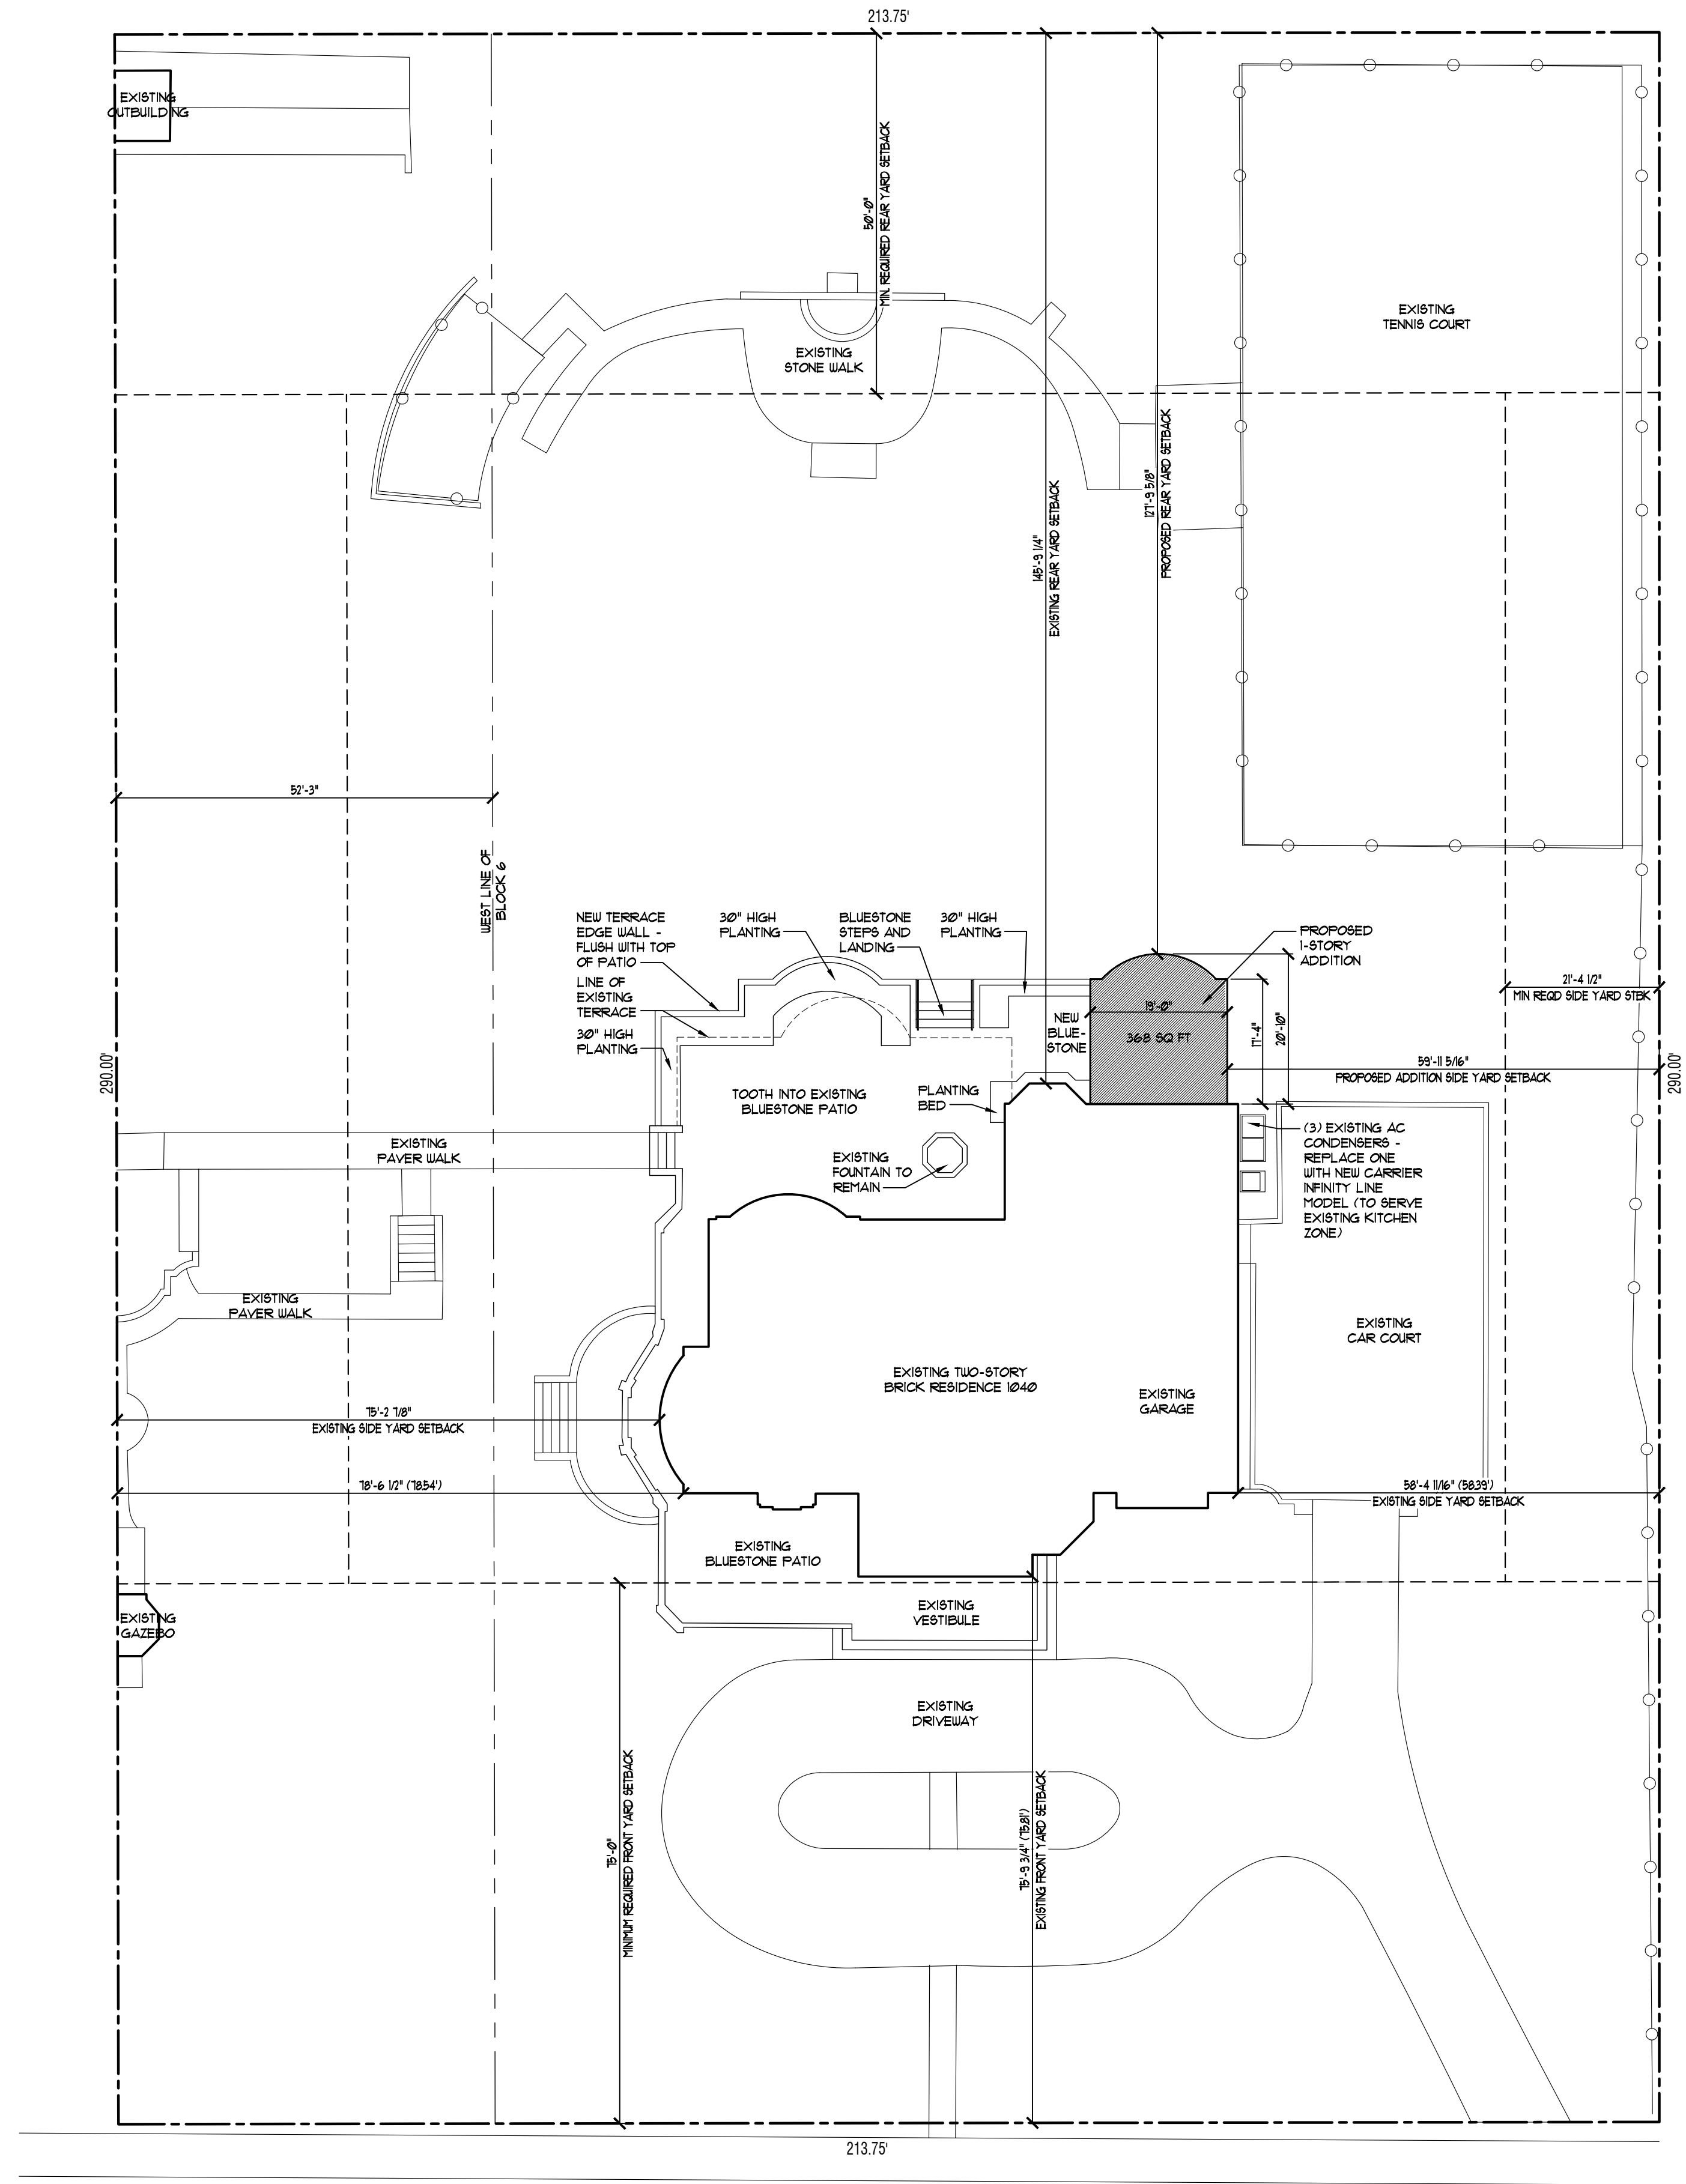 213.75'
EXISTING
OUTBUILDING
50'-0"
MIN. REQUIRED REAR YARD SETBACK
EXISTING
TENNIS COURT
EXISTING
STONE WALK
145'-9 1/4"
EXISTING REAR YARD SETBACK
127'-9 5/8"
PROPOSED REAR YARD SETBACK
52'-3"
WEST LINE OF
BLOCK 6
NEW TERRACE
EDGE WALL -
FLUSH WITH TOP
OF PATIO
LINE OF
EXISTING
TERRACE
30" HIGH
PLANTING
30" HIGH
PLANTING
BLUESTONE
STEPS AND
LANDING
30" HIGH
PLANTING
PROPOSED
1-STORY
ADDITION
21'-4 1/2"
MIN REQD SIDE YARD STBK
19'-0"
368 SQ FT
NEW
BLUE-
STONE
17'-4"
20'-10"
59'-11 5/16"
PROPOSED ADDITION SIDE YARD SETBACK
290.00'
290.00'
TOOTH INTO EXISTING
BLUESTONE PATIO
PLANTING
BED
EXISTING
FOUNTAIN TO
REMAIN
(3) EXISTING AC
CONDENSERS -
REPLACE ONE
WITH NEW CARRIER
INFINITY LINE
MODEL (TO SERVE
EXISTING KITCHEN
ZONE)
EXISTING
PAVER WALK
EXISTING
PAVER WALK
EXISTING
CAR COURT
EXISTING TWO-STORY
BRICK RESIDENCE 1040
EXISTING
GARAGE
75'-2 7/8"
EXISTING SIDE YARD SETBACK
78'-6 1/2" (78.54')
58'-4 11/16" (58.39')
EXISTING SIDE YARD SETBACK
EXISTING
BLUESTONE PATIO
EXISTING
VESTIBULE
EXISTING
GAZEBO
EXISTING
DRIVEWAY
75'-0"
MINIMUM REQUIRED FRONT YARD SETBACK
75'-9 3/4" (75.81')
EXISTING FRONT YARD SETBACK
213.75'